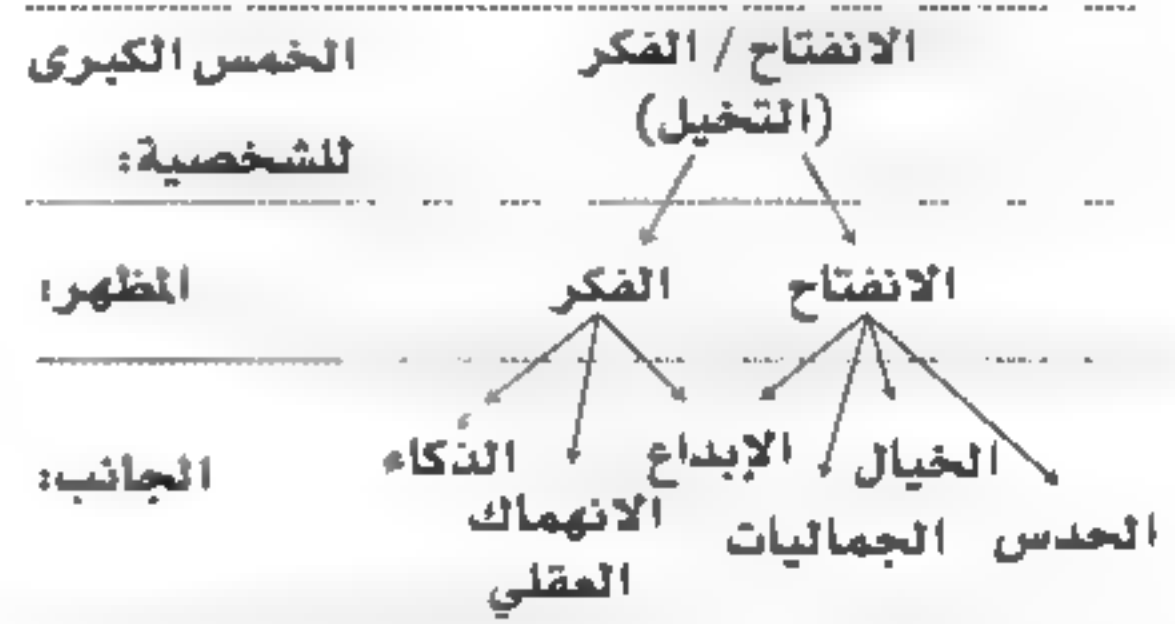 الخمس الكبرى
للشخصية:
الانفتاح / الفكر
(التخيل)
المظهر:
الفكر
الانفتاح
الجانب:
الذكاء
الانهماك
العقلي
الإبداع
الجماليات
الخيال
الحدس